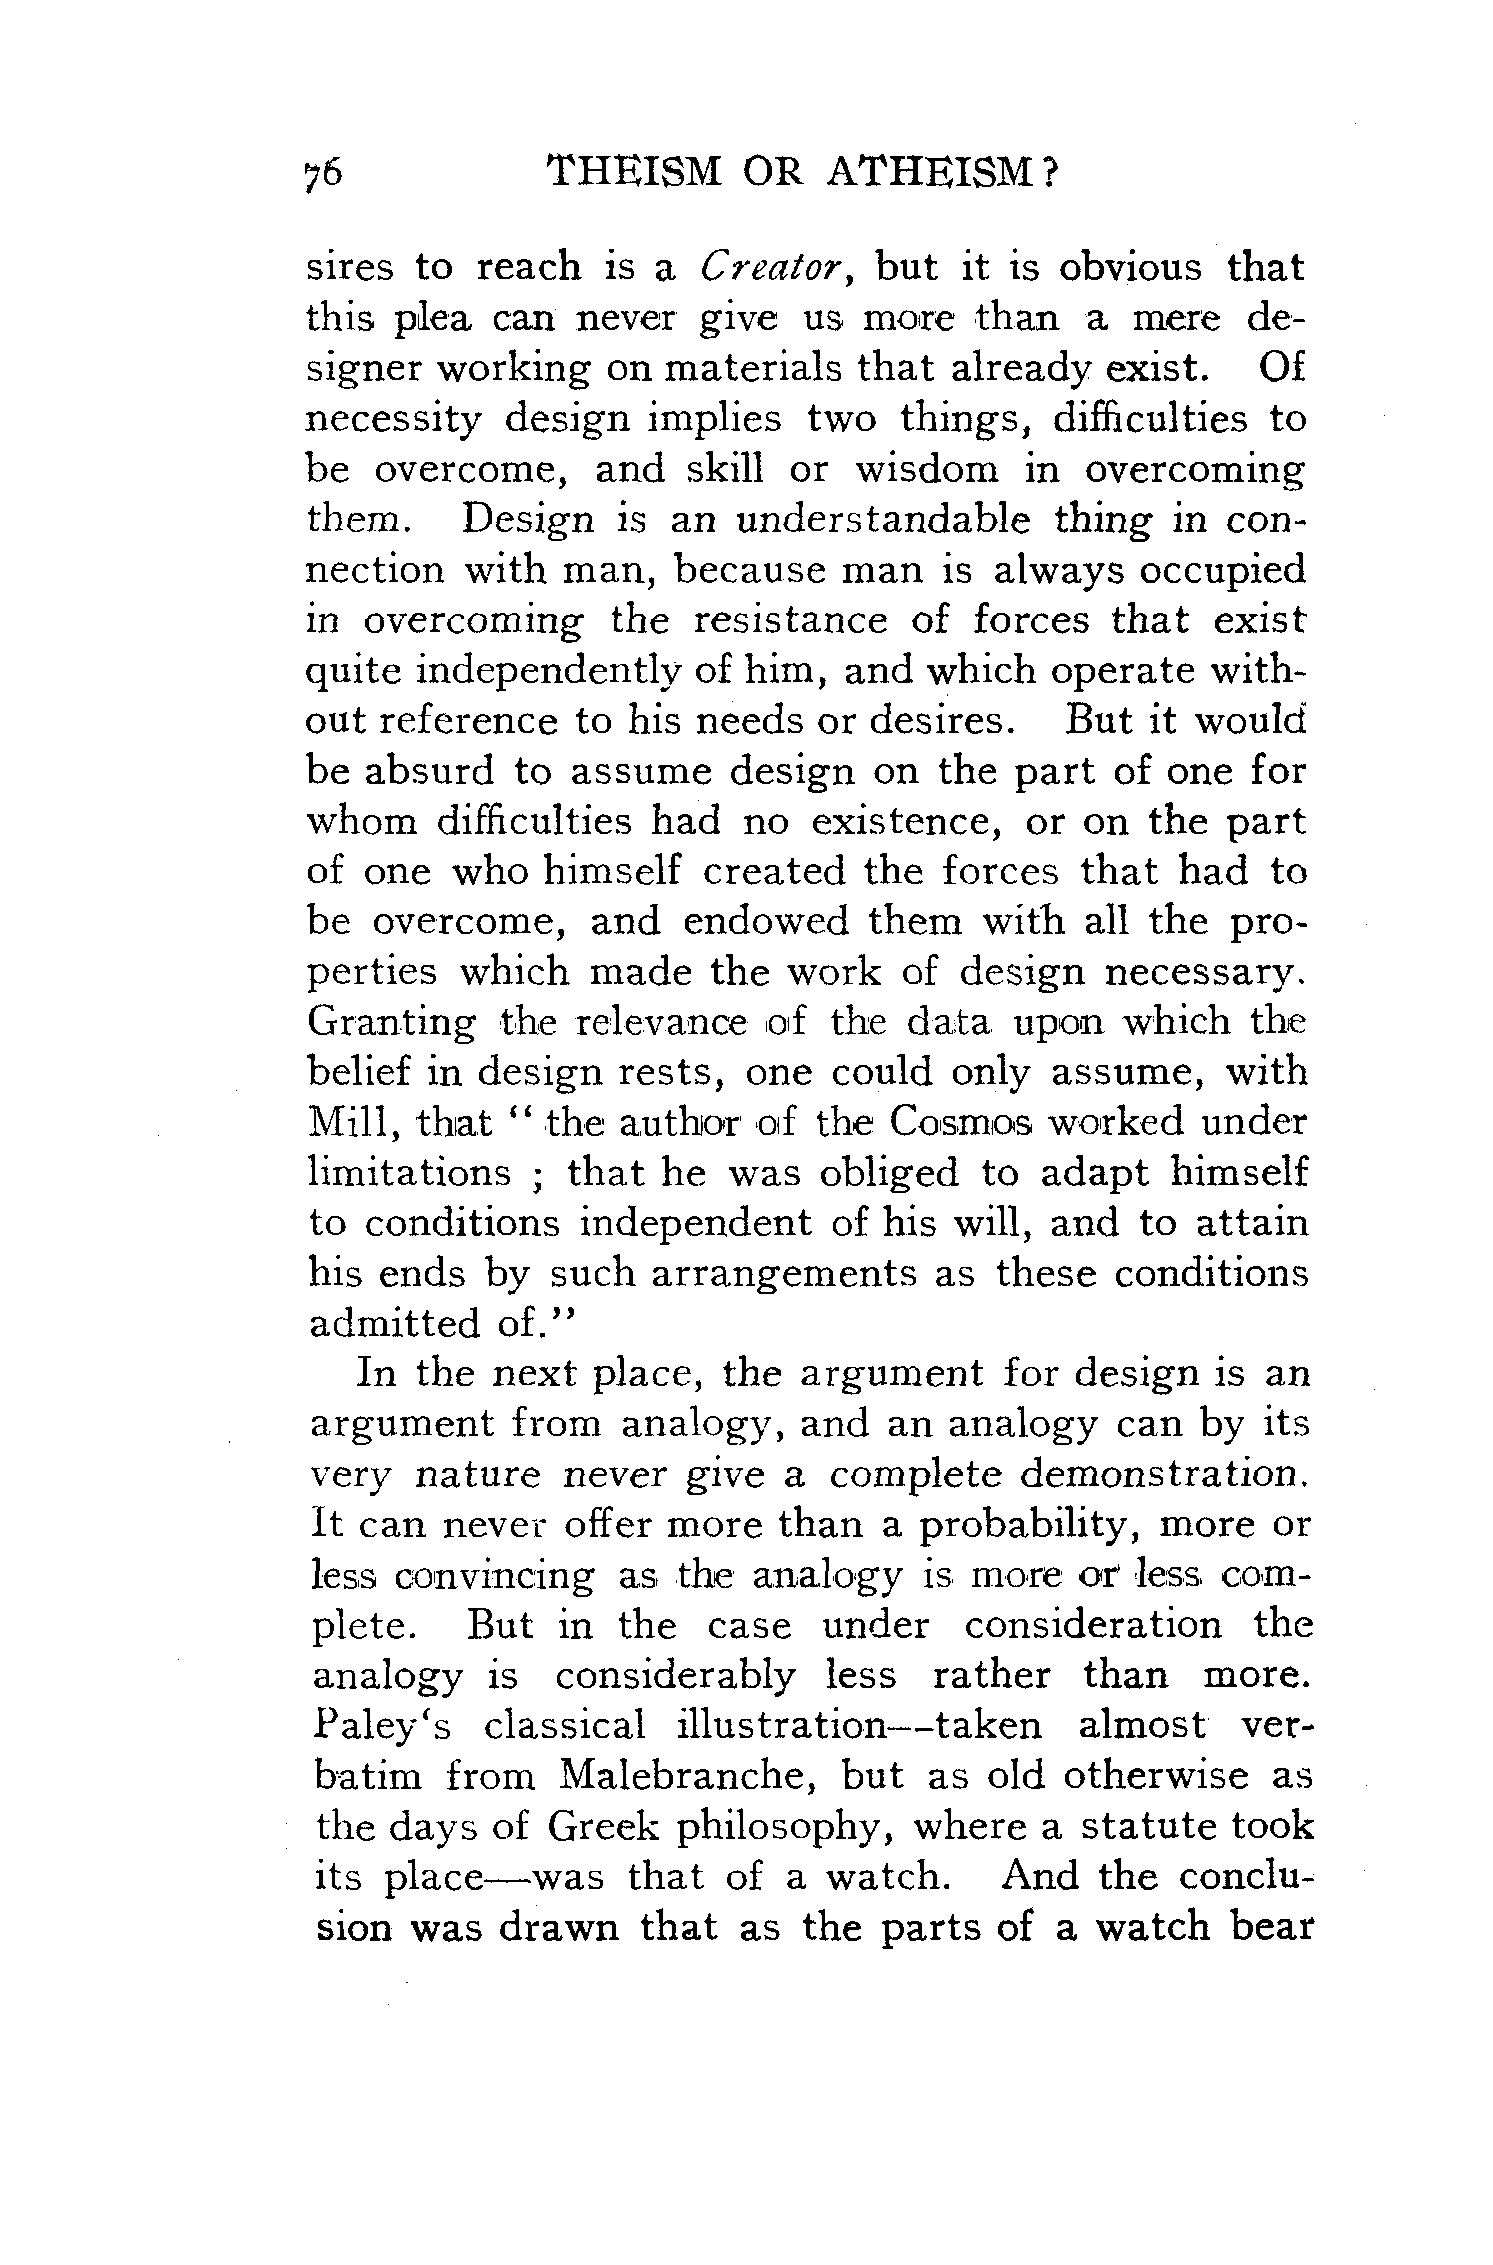 76 THEISM OR ATHEISM?
sires to reach is a Creator, but it is obvious that
this plea can never give us more than a mere de-
signer working on materials that already exist. Of
necessity design implies two things, difficulties to
be overcome, and skill or wisdom in overcoming
them. Design is an understandable thing in con-
nection with man, because man is always occupied
in overcoming the resistance of forces that exist
quite independently of him, and which operate with-
out reference to his needs or desires. But it would
be absurd to assume design on the part of one for
whom difficulties had no existence, or on the part
of one who himself created the forces that had to
be overcome, and endowed them with all the pro-
perties which made the work of design necessary.
Granting the relevance of the data upon which the
belief in design rests, one could only assume, with
Mill, that " the author of the Cosmos worked under
limitations ; that he was obliged to adapt himself
to conditions independent of his will, and to attain
his ends by such arrangements as these conditions
admitted of."
In the next place, the argument for design is an
argument from analogy, and an analogy can by its
very nature never give a complete demonstration.
It can never offer more than a probability, more or
less convincing as the analogy is more or less com-
plete. But in the case under consideration the
analogy is considerably less rather than more.
Paley‘s classical illustration--taken almost ver-
batim from Malebranche, but as old otherwise as
the days of Greek philosophy, where a statute took
its place—was that of a watch. And the conclu-
sion was drawn that as the parts of a watch bear